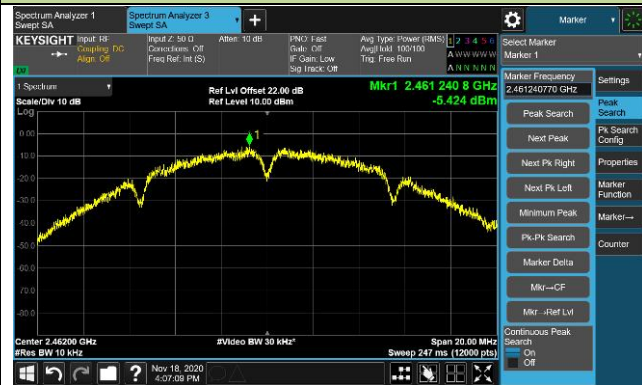 Spectrum Analyzer 1
Swept SA
Spectrum Analyzer 3
Swept SA
+
Marker
KEYSIGHT
Input: RF
Coupling: DC
Align: Off
Input Z: 50 Ω
Corrections: Off
Freq Ref: Int (S)
Atten: 10 dB
PNO: Fast
Gate: Off
IF Gain: Low
Sig Track: Off
Avg Type: Power (RMS)
Avg|Hold: 100/100
Trig: Free Run
1 2 3 4 5 6
A W W W W W
A N N N N N
Select Marker
Marker 1
1 Spectrum
Scale/Div 10 dB
Log
Ref Lvl Offset 22.00 dB
Ref Level 10.00 dBm
Mkr1 2.461 240 8 GHz
-5.424 dBm
Marker Frequency
2.461240770 GHz
Settings
Peak Search
Peak
Search
Next Peak
Pk Search
Config
Next Pk Right
Properties
Next Pk Left
Marker
Function
Minimum Peak
Marker→
Pk-Pk Search
Counter
Marker Delta
Mkr→CF
Mkr→Ref Lvl
Continuous Peak
Search
On
Off
1
0.00
-10.0
-20.0
-30.0
-40.0
-50.0
-60.0
-70.0
-80.0
Center 2.46200 GHz
#Res BW 10 kHz
#Video BW 30 kHz*
Span 20.00 MHz
Sweep 247 ms (12000 pts)
?
Nov 18, 2020
4:07:09 PM